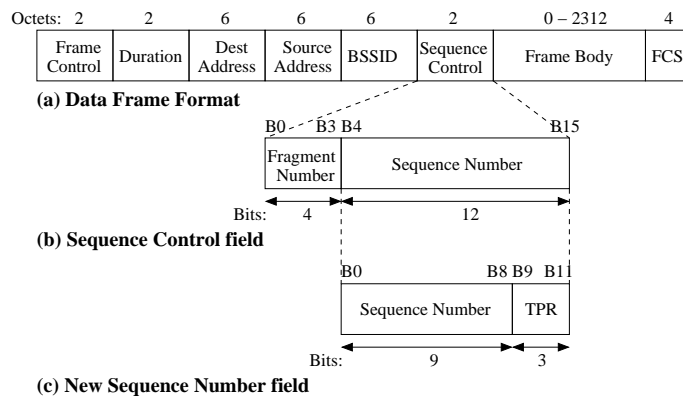 Octets: 2 2 6 6 6 2 0 – 2312 4
Frame Control Duration Dest Address Source Address BSSID Sequence Control Frame Body FCS
(a) Data Frame Format
B0 B3 B4 B15
Fragment Number Sequence Number
Bits: 4 12
(b) Sequence Control field
B0 B8 B9 B11
Sequence Number TPR
Bits: 9 3
(c) New Sequence Number field